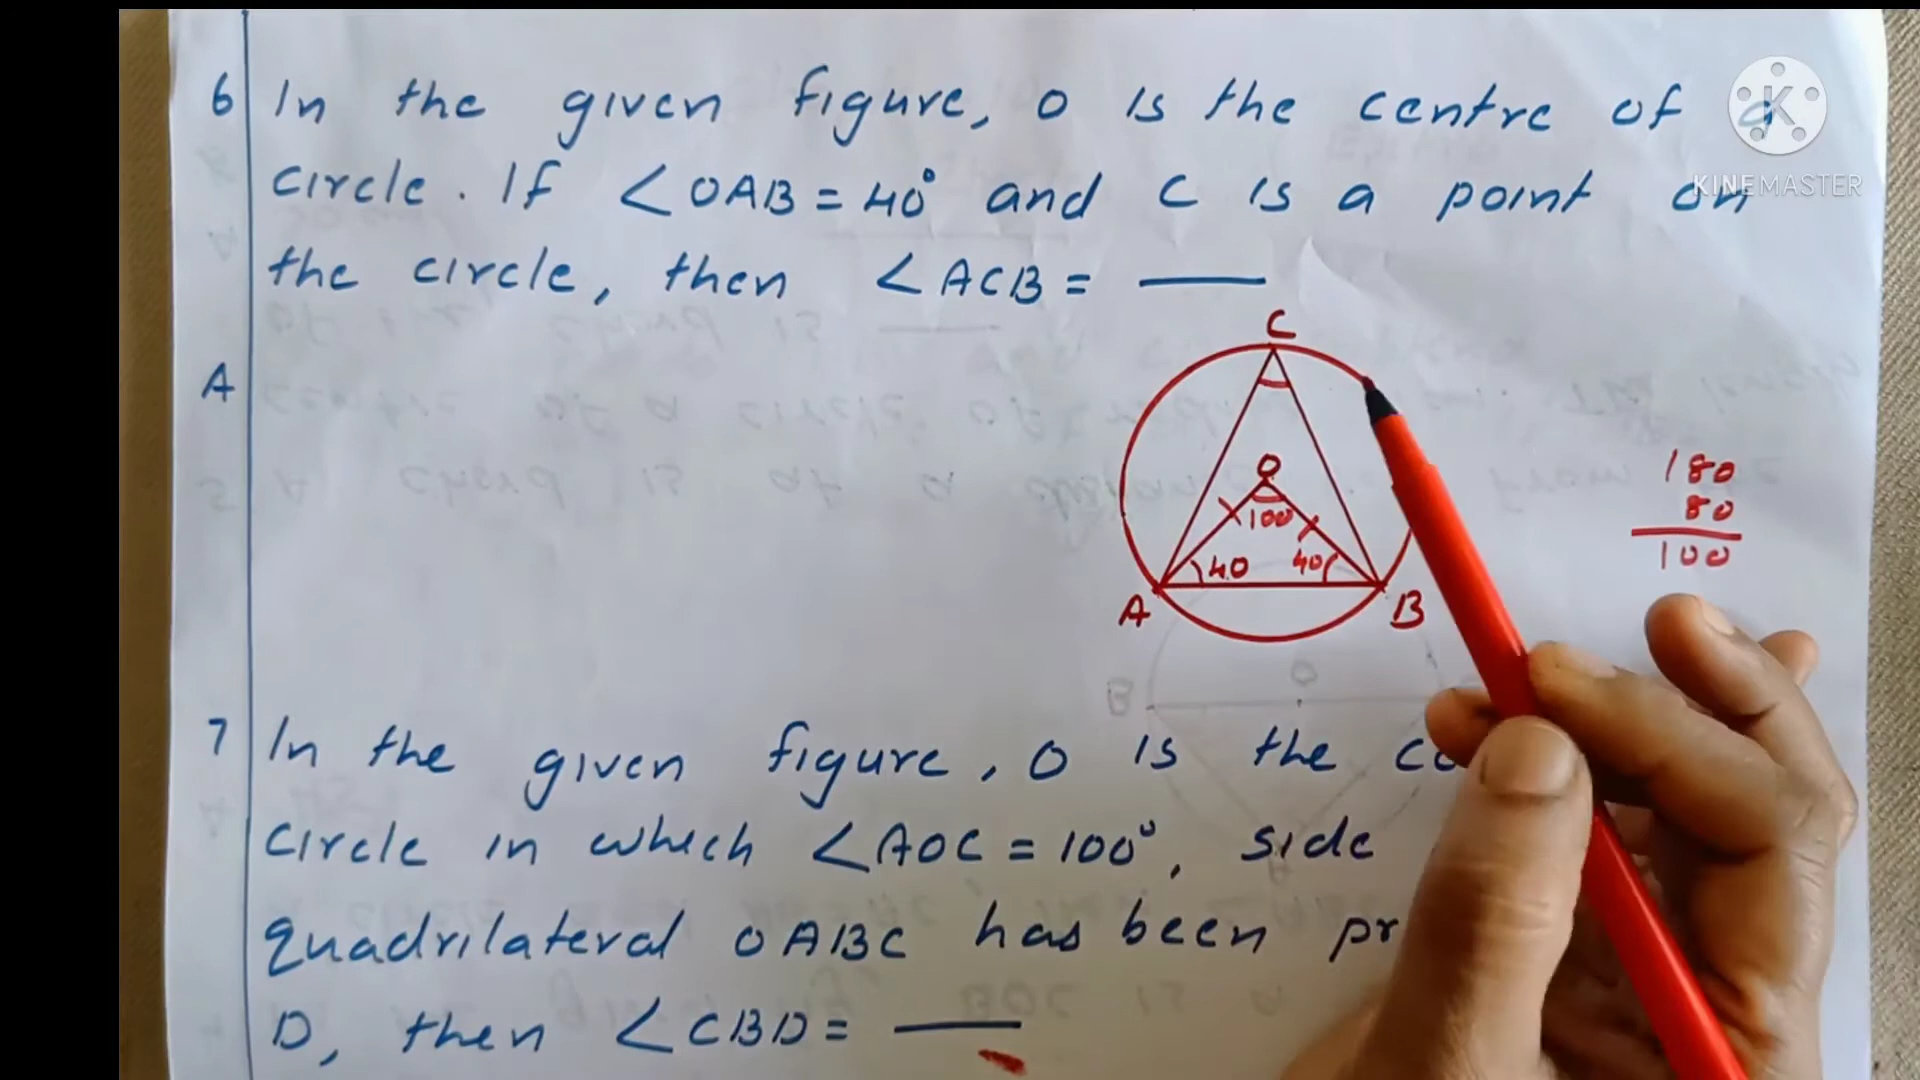 6 In the given figure, O is the centre of a
circle. If ∠OAB = 40° and C is a point on
the circle, then ∠ACB = ___
A
C
O
100
40 40
A B
180
80
100
7 In the given figure, O is the
circle in which ∠AOC = 100°, side
quadrilateral OABC has been
D, then ∠CBD = ___
K
KINEMASTER